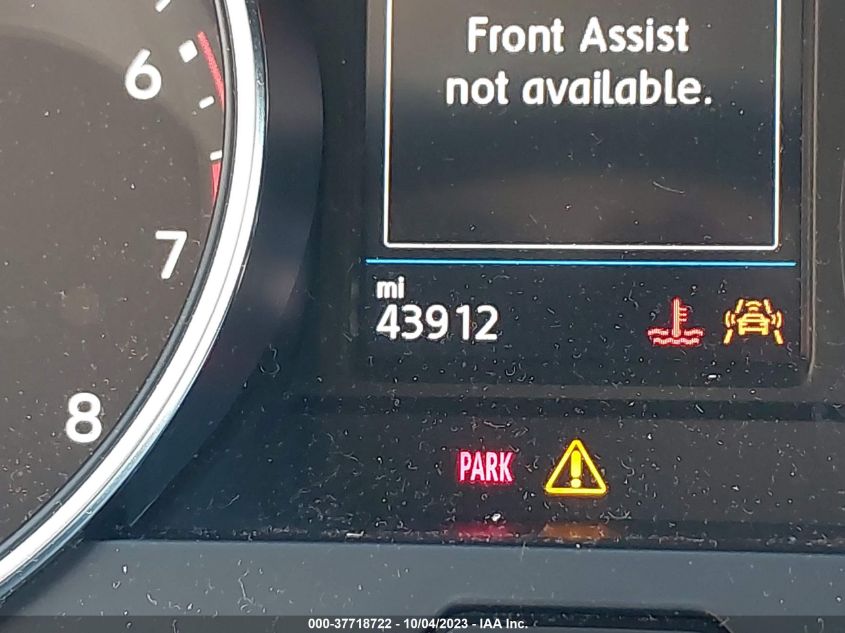 Front Assist
not available.
6
7
8
mi
43912
PARK
000-37718722 - 10/04/2023 - IAA Inc.